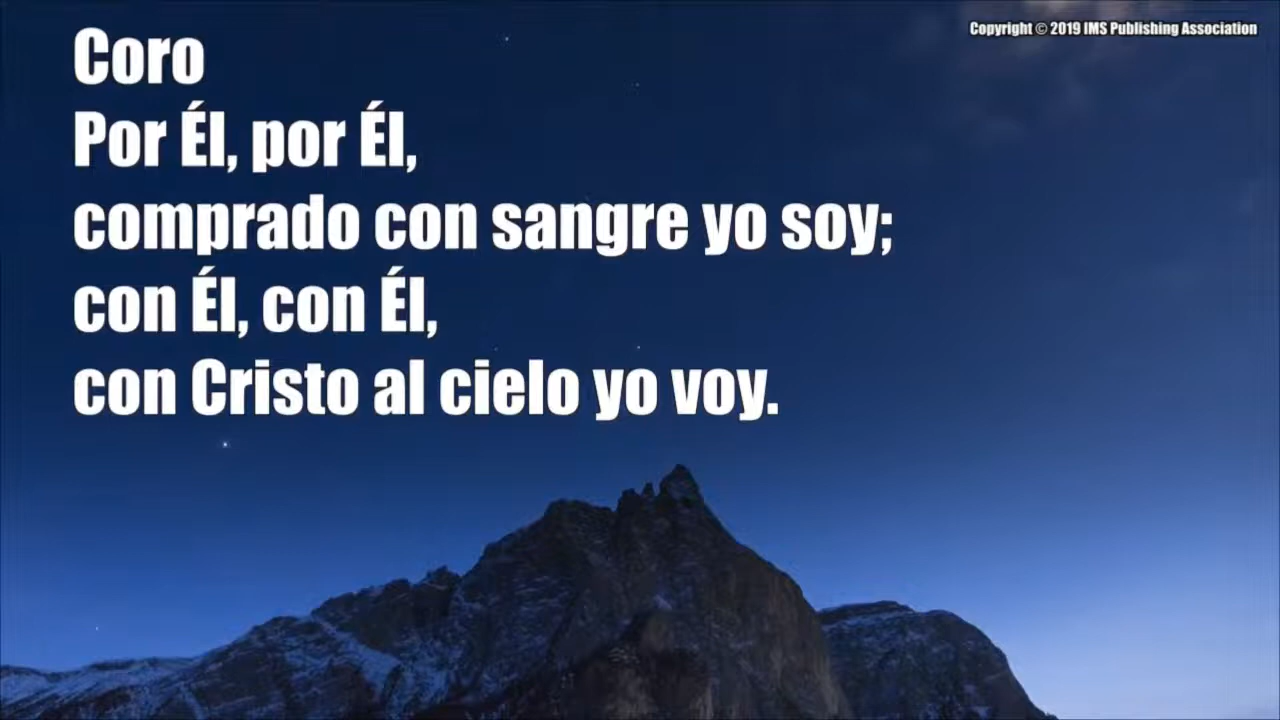 Copyright © 2019 IMS Publishing Association
Coro
Por Él, por Él,
comprado con sangre yo soy;
con Él, con Él,
con Cristo al cielo yo voy.